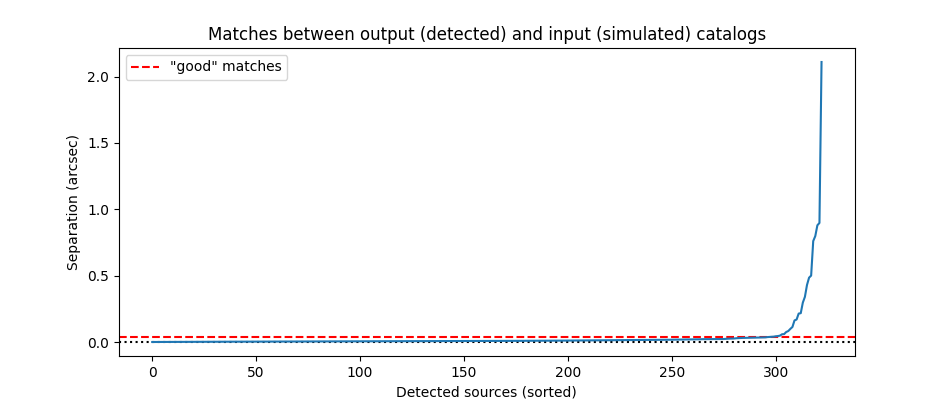 Matches between output (detected) and input (simulated) catalogs
"good" matches
2.0
1.5
1.0
0.5
0.0
Separation (arcsec)
0 50 100 150 200 250 300
Detected sources (sorted)